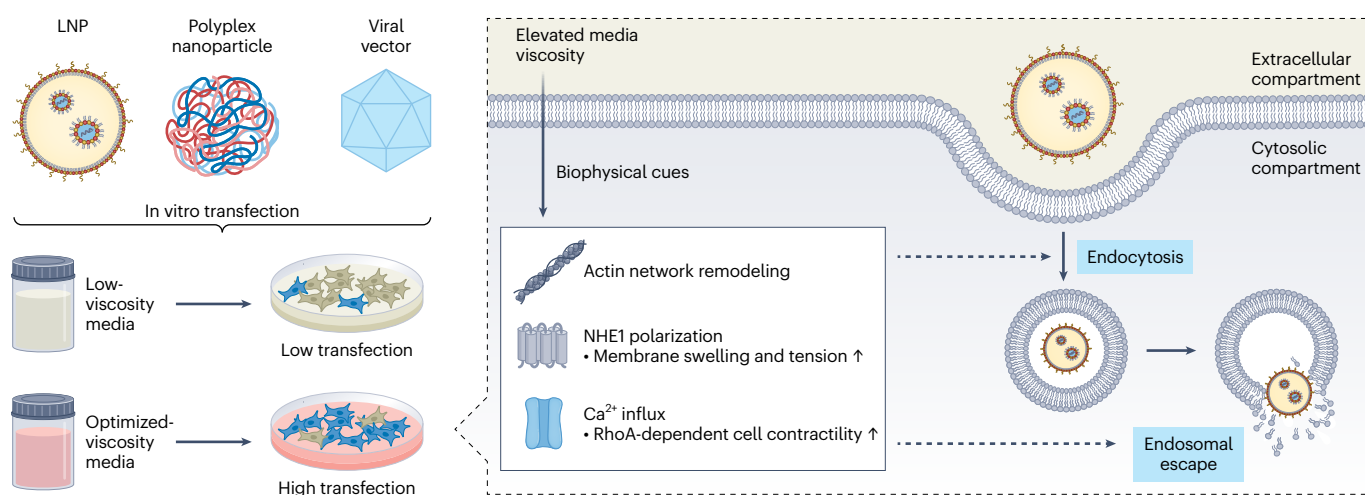 LNP
Polyplex
nanoparticle
Viral
vector
In vitro transfection
Low-
viscosity
media
Low transfection
Optimized-
viscosity
media
High transfection
Elevated media
viscosity
Extracellular
compartment
Cytosolic
compartment
Biophysical cues
Actin network remodeling
NHE1 polarization
• Membrane swelling and tension ↑
Ca²⁺ influx
• RhoA-dependent cell contractility ↑
Endocytosis
Endosomal
escape